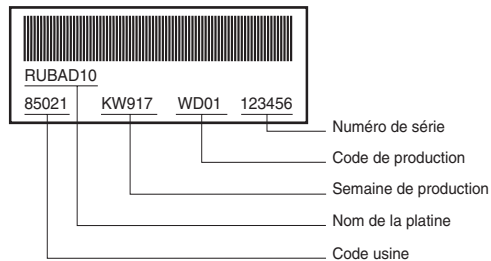 RUBAD10
85021 KW917 WD01 123456
Numéro de série
Code de production
Semaine de production
Nom de la platine
Code usine